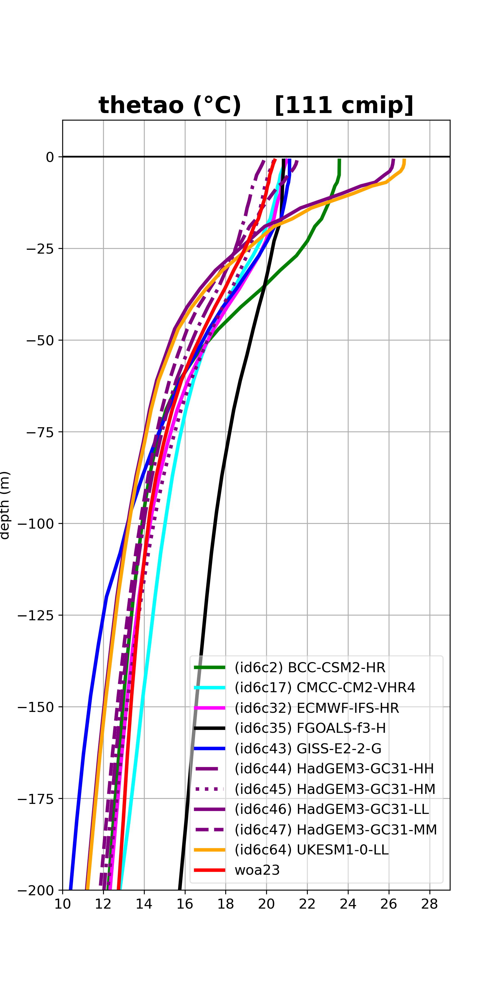 thetao (°C) [111 cmip]
0
−25
−50
−75
−100
−125
−150
−175
−200
depth (m)
10 12 14 16 18 20 22 24 26 28
(id6c2) BCC-CSM2-HR
(id6c17) CMCC-CM2-VHR4
(id6c32) ECMWF-IFS-HR
(id6c35) FGOALS-f3-H
(id6c43) GISS-E2-2-G
(id6c44) HadGEM3-GC31-HH
(id6c45) HadGEM3-GC31-HM
(id6c46) HadGEM3-GC31-LL
(id6c47) HadGEM3-GC31-MM
(id6c64) UKESM1-0-LL
woa23